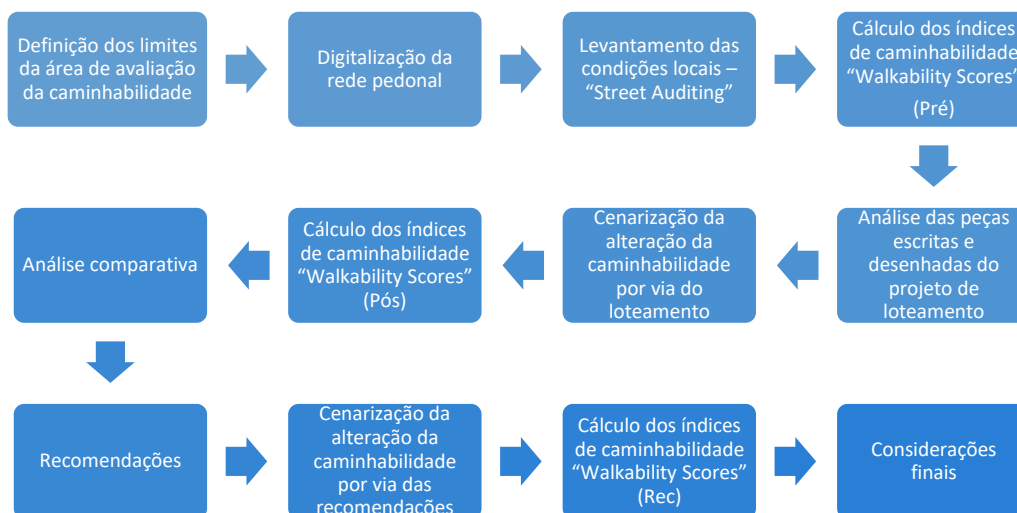 Definição dos limites
da área de avaliação
da caminhabilidade
Digitalização da
rede pedonal
Levantamento das
condições locais –
“Street Auditing”
Cálculo dos índices
de caminhabilidade
“Walkability Scores”
(Pré)
Análise das peças
escritas e
desenhadas do
projeto de
loteamento
Cenarização da
alteração da
caminhabilidade
por via do
loteamento
Cálculo dos índices
de caminhabilidade
“Walkability Scores”
(Pós)
Análise comparativa
Recomendações
Cenarização da
alteração da
caminhabilidade
por via das
recomendações
Cálculo dos índices
de caminhabilidade
“Walkability Scores”
(Rec)
Considerações
finais